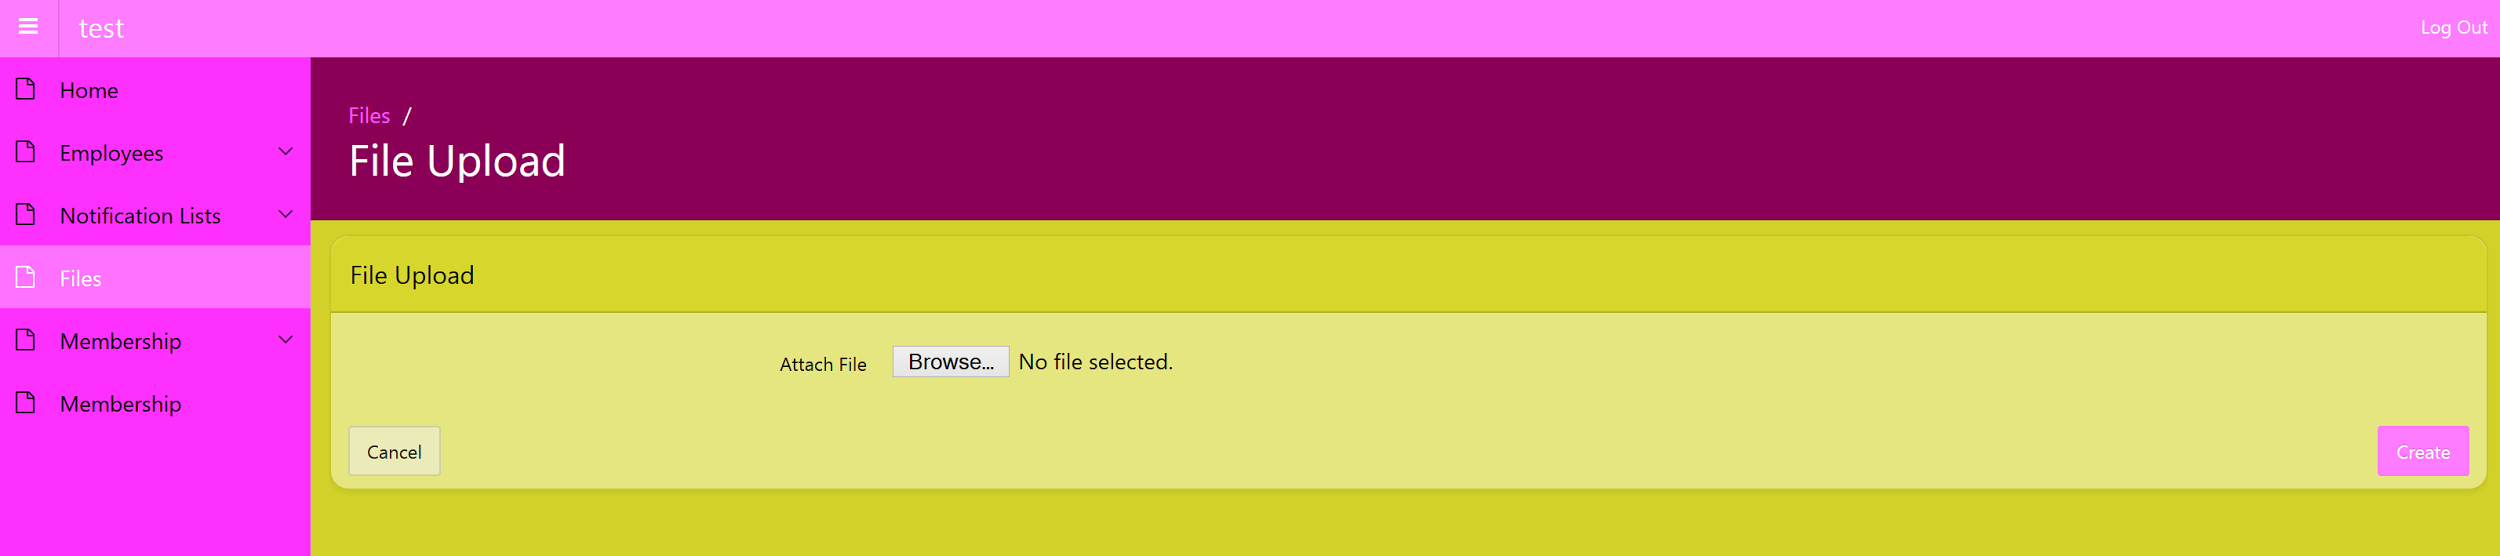 test
Log Out
Home
Employees
Notification Lists
Files
Membership
Membership
Files /
File Upload
File Upload
Attach File Browse... No file selected.
Cancel
Create